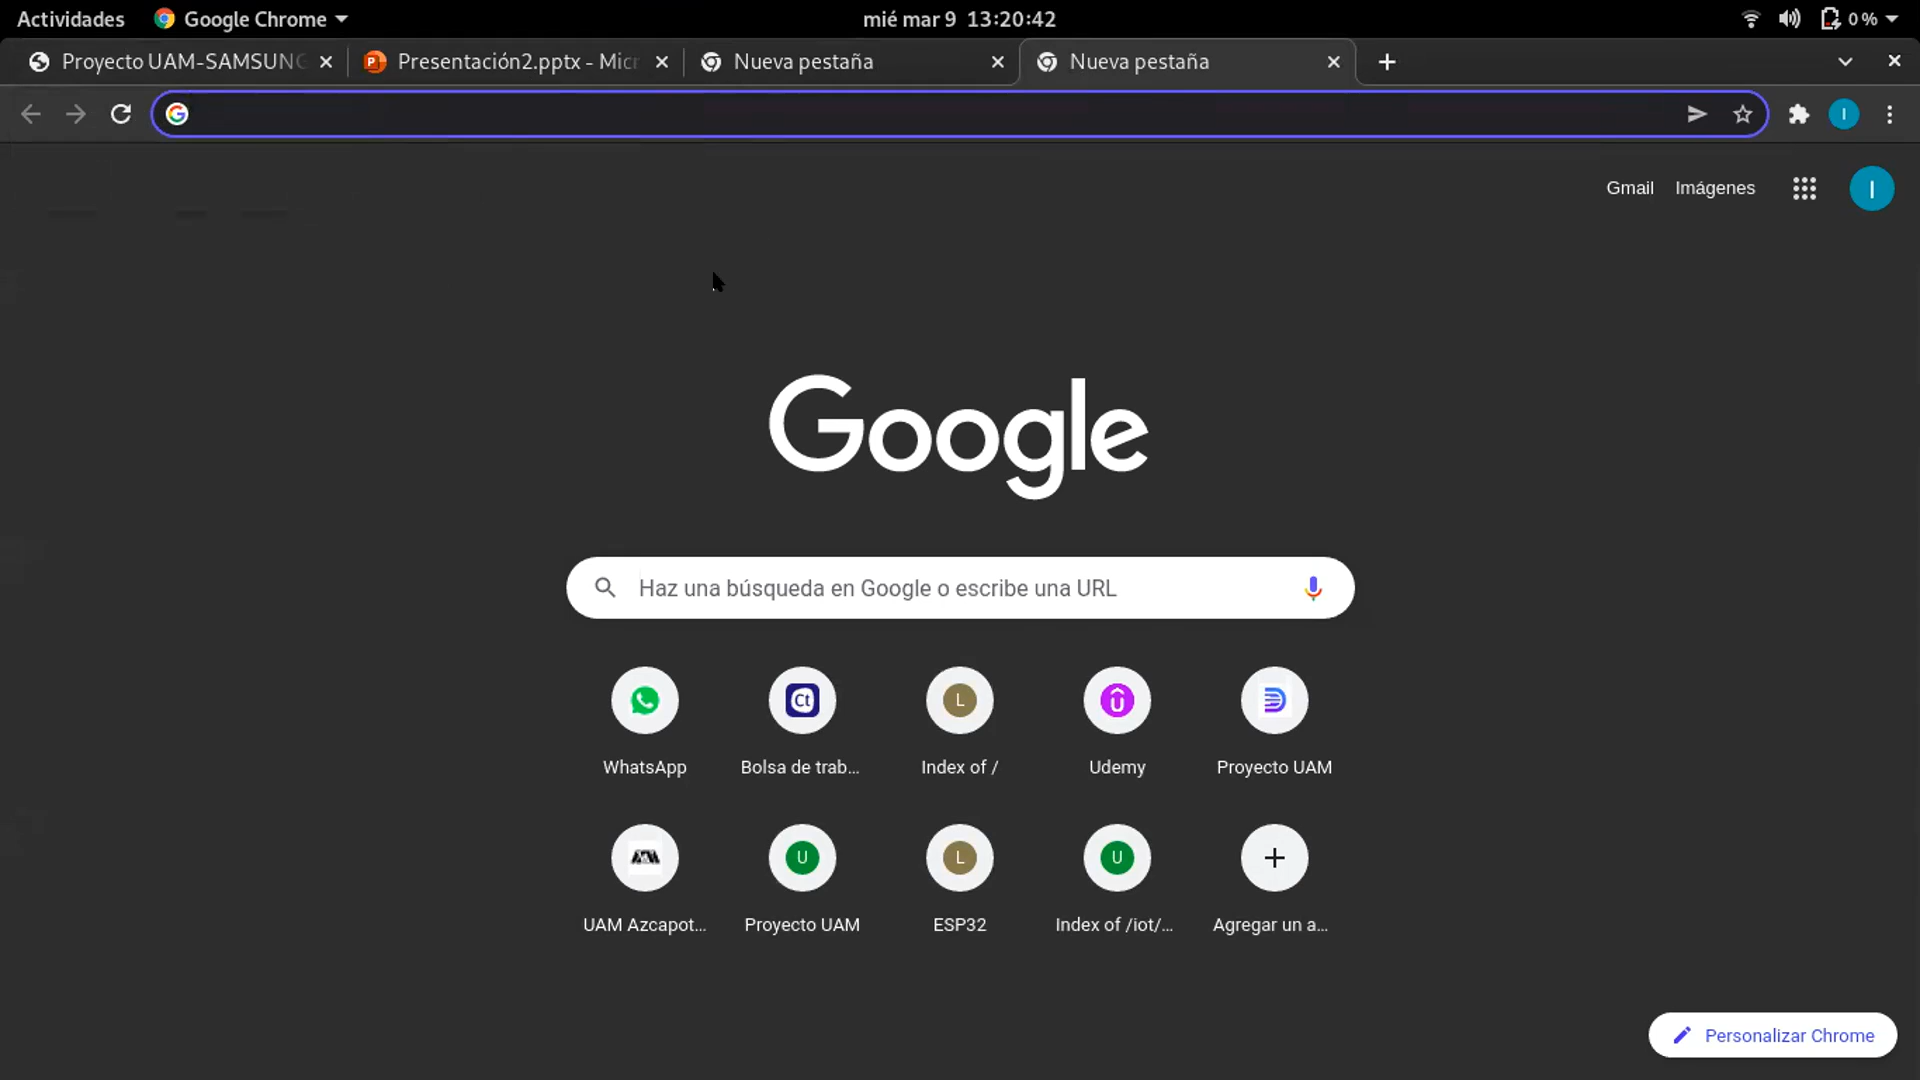 Actividades Google Chrome mié mar 9 13:20:42 0 %
Proyecto UAM-SAMSUNG Presentación2.pptx - Micr Nueva pestaña Nueva pestaña
I
Gmail Imágenes I
Google
Haz una búsqueda en Google o escribe una URL
Ct L
WhatsApp Bolsa de trab... Index of / Udemy Proyecto UAM
U L U
UAM Azcapot... Proyecto UAM ESP32 Index of /iot/... Agregar un a...
Personalizar Chrome